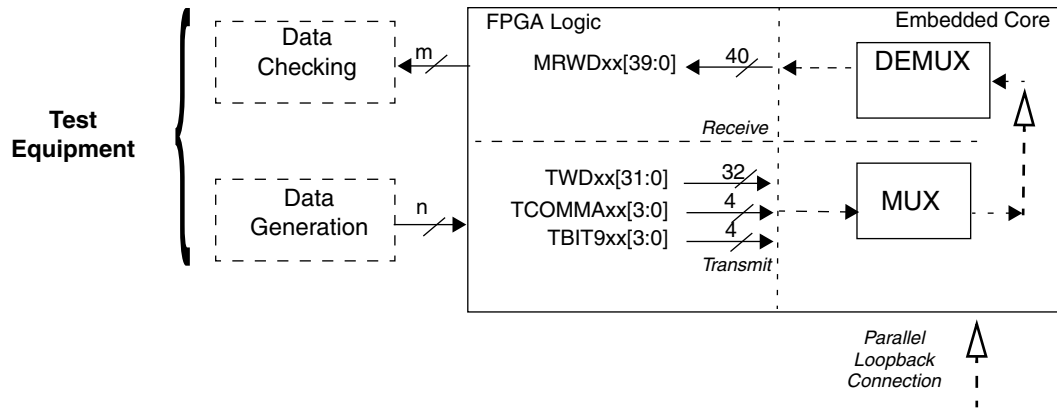 FPGA Logic
Embedded Core
Data
Checking
m
MRWDxx[39:0]
40
DEMUX
Test
Equipment
Receive
Data
Generation
n
TWDxx[31:0]
32
TCOMMAxx[3:0]
4
TBIT9xx[3:0]
4
MUX
Transmit
Parallel
Loopback
Connection